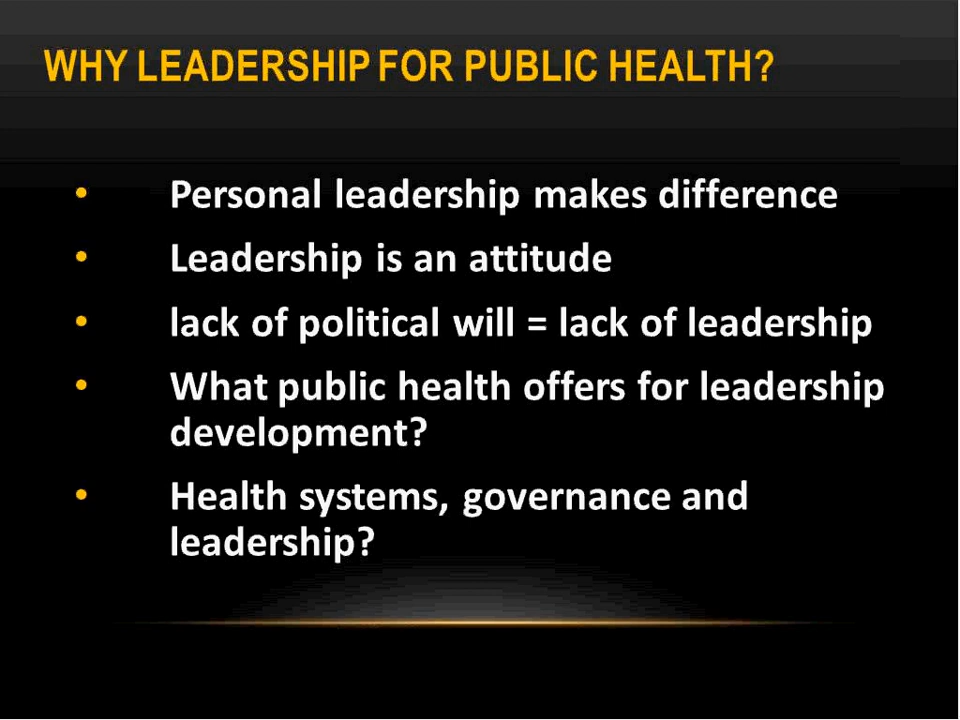 WHY LEADERSHIP FOR PUBLIC HEALTH?
• Personal leadership makes difference
• Leadership is an attitude
• lack of political will = lack of leadership
• What public health offers for leadership
development?
• Health systems, governance and
leadership?